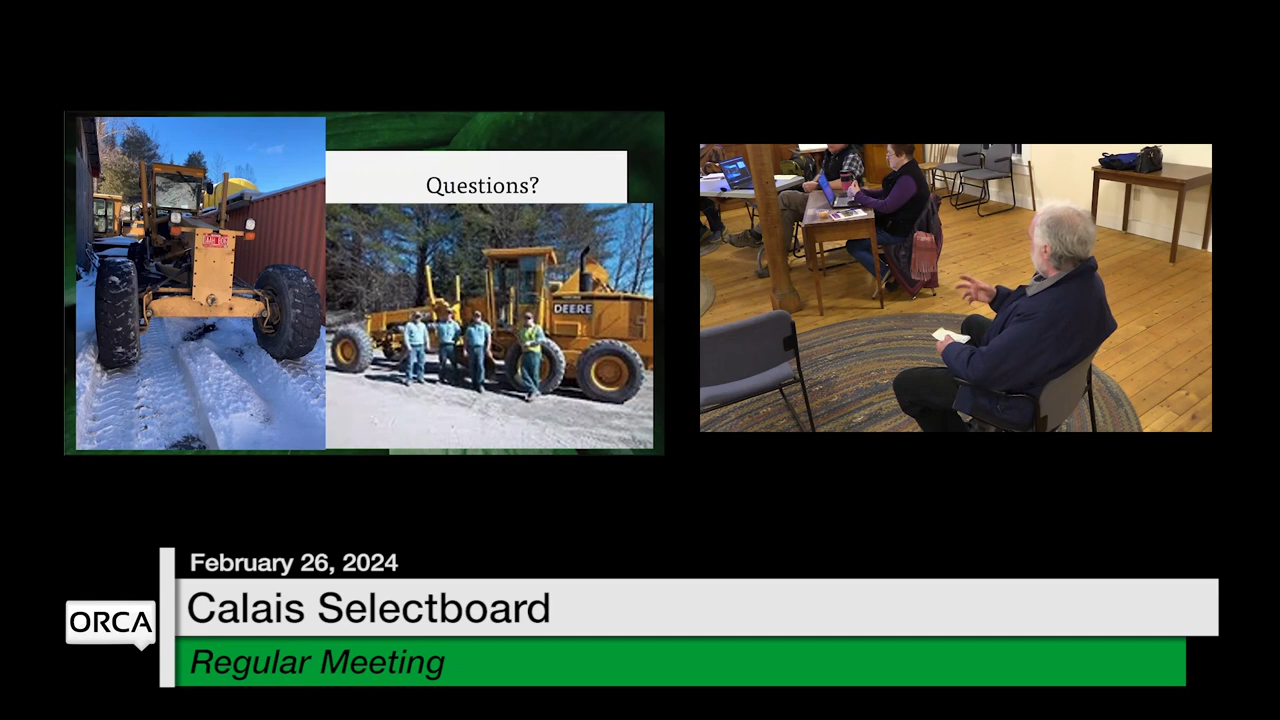 Questions?
DEERE
February 26, 2024
Calais Selectboard
ORCA
Regular Meeting